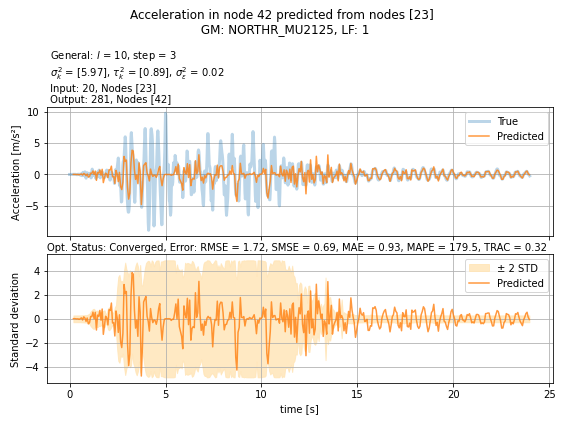 Acceleration in node 42 predicted from nodes [23]
GM: NORTHR_MU2125, LF: 1
General: l = 10, step = 3
σ²ₖ = [5.97], τ²ₖ = [0.89], σ²ε = 0.02
Input: 20, Nodes [23]
Output: 281, Nodes [42]
Acceleration [m/s²]
10
5
0
−5
True
Predicted
Opt. Status: Converged, Error: RMSE = 1.72, SMSE = 0.69, MAE = 0.93, MAPE = 179.5, TRAC = 0.32
Standard deviation
4
2
0
−2
−4
± 2 STD
Predicted
0 5 10 15 20 25
time [s]